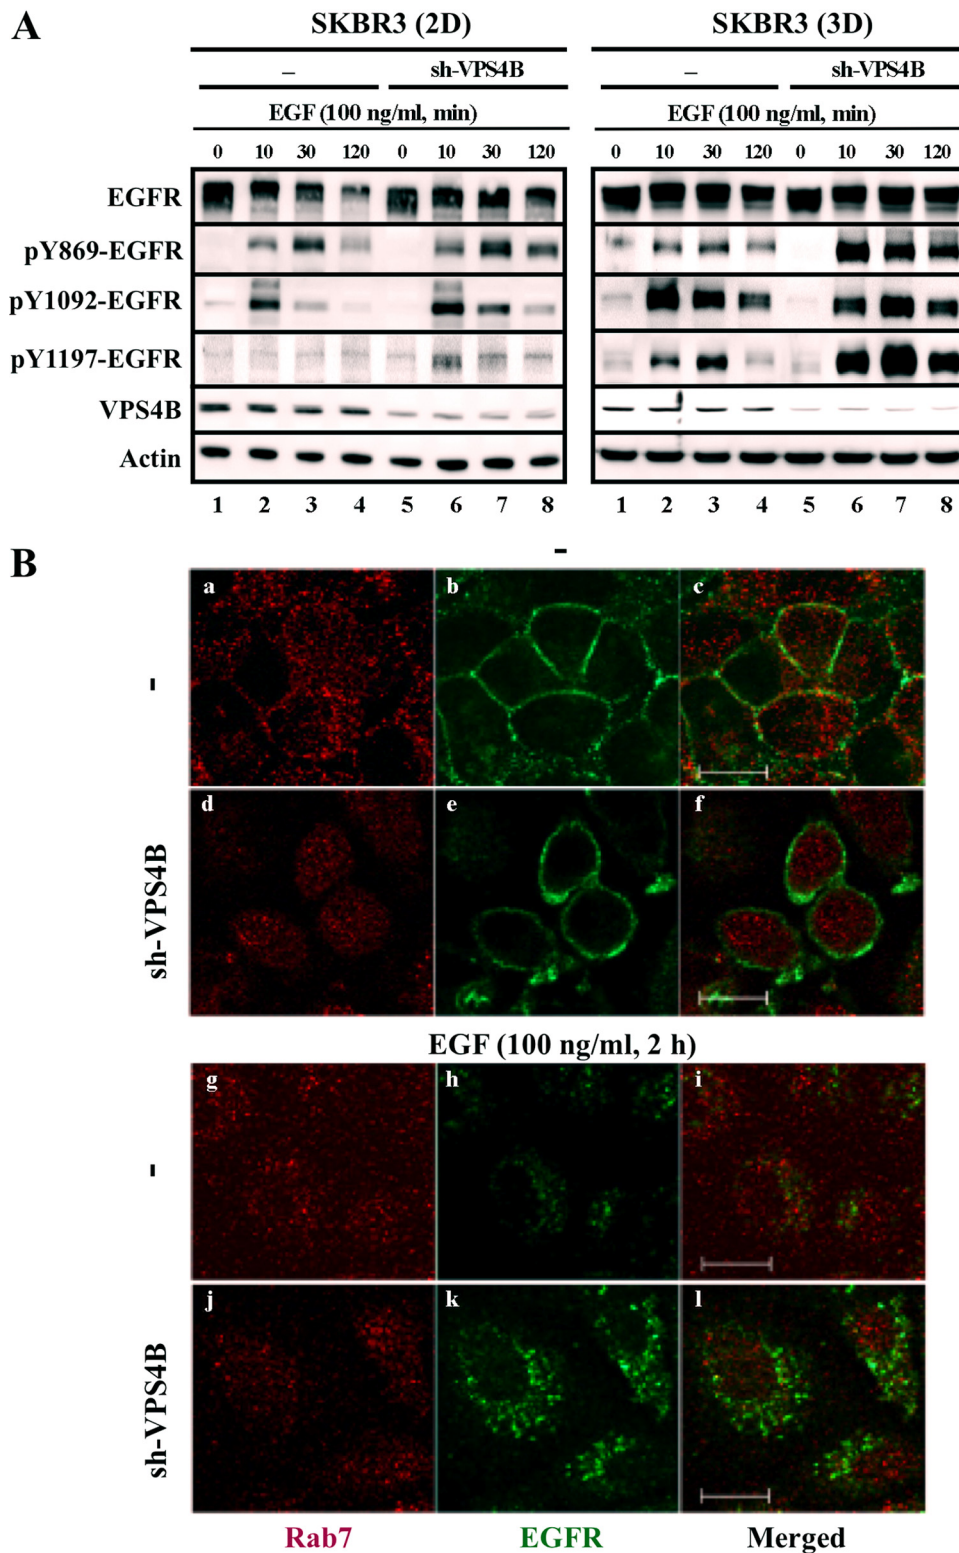 A
SKBR3 (2D)
SKBR3 (3D)
– sh-VPS4B
– sh-VPS4B
EGF (100 ng/ml, min)
EGF (100 ng/ml, min)
0 10 30 120 0 10 30 120
0 10 30 120 0 10 30 120
EGFR
pY869-EGFR
pY1092-EGFR
pY1197-EGFR
VPS4B
Actin
1 2 3 4 5 6 7 8
1 2 3 4 5 6 7 8
B
-
-
a b c
sh-VPS4B
d e f
EGF (100 ng/ml, 2 h)
-
g h i
sh-VPS4B
j k l
Rab7 EGFR Merged